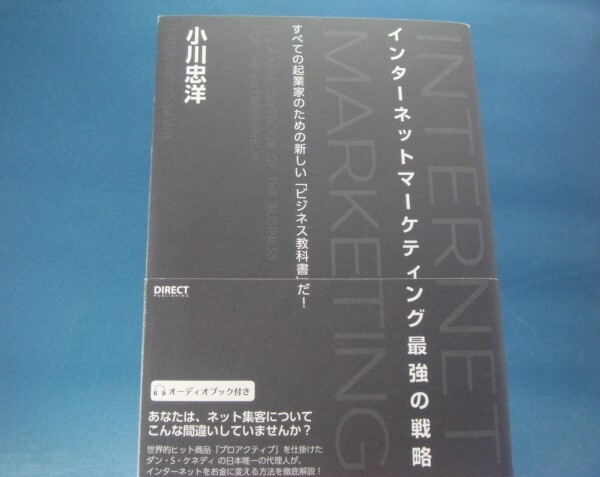 INTERNET
MARKETING
インターネットマーケティング最強の戦略
すべての起業家のための新しい「ビジネス教科書」だ!
小川忠洋
DIRECT
PUBLISHING
オーディオブック付き
あなたは、ネット集客について
こんな間違いしていませんか?
世界的ヒット商品「プロアクティブ」を仕掛けた
ダン・S・ケネディ の日本唯一の代理人が、
インターネットをお金に変える方法を徹底解説!